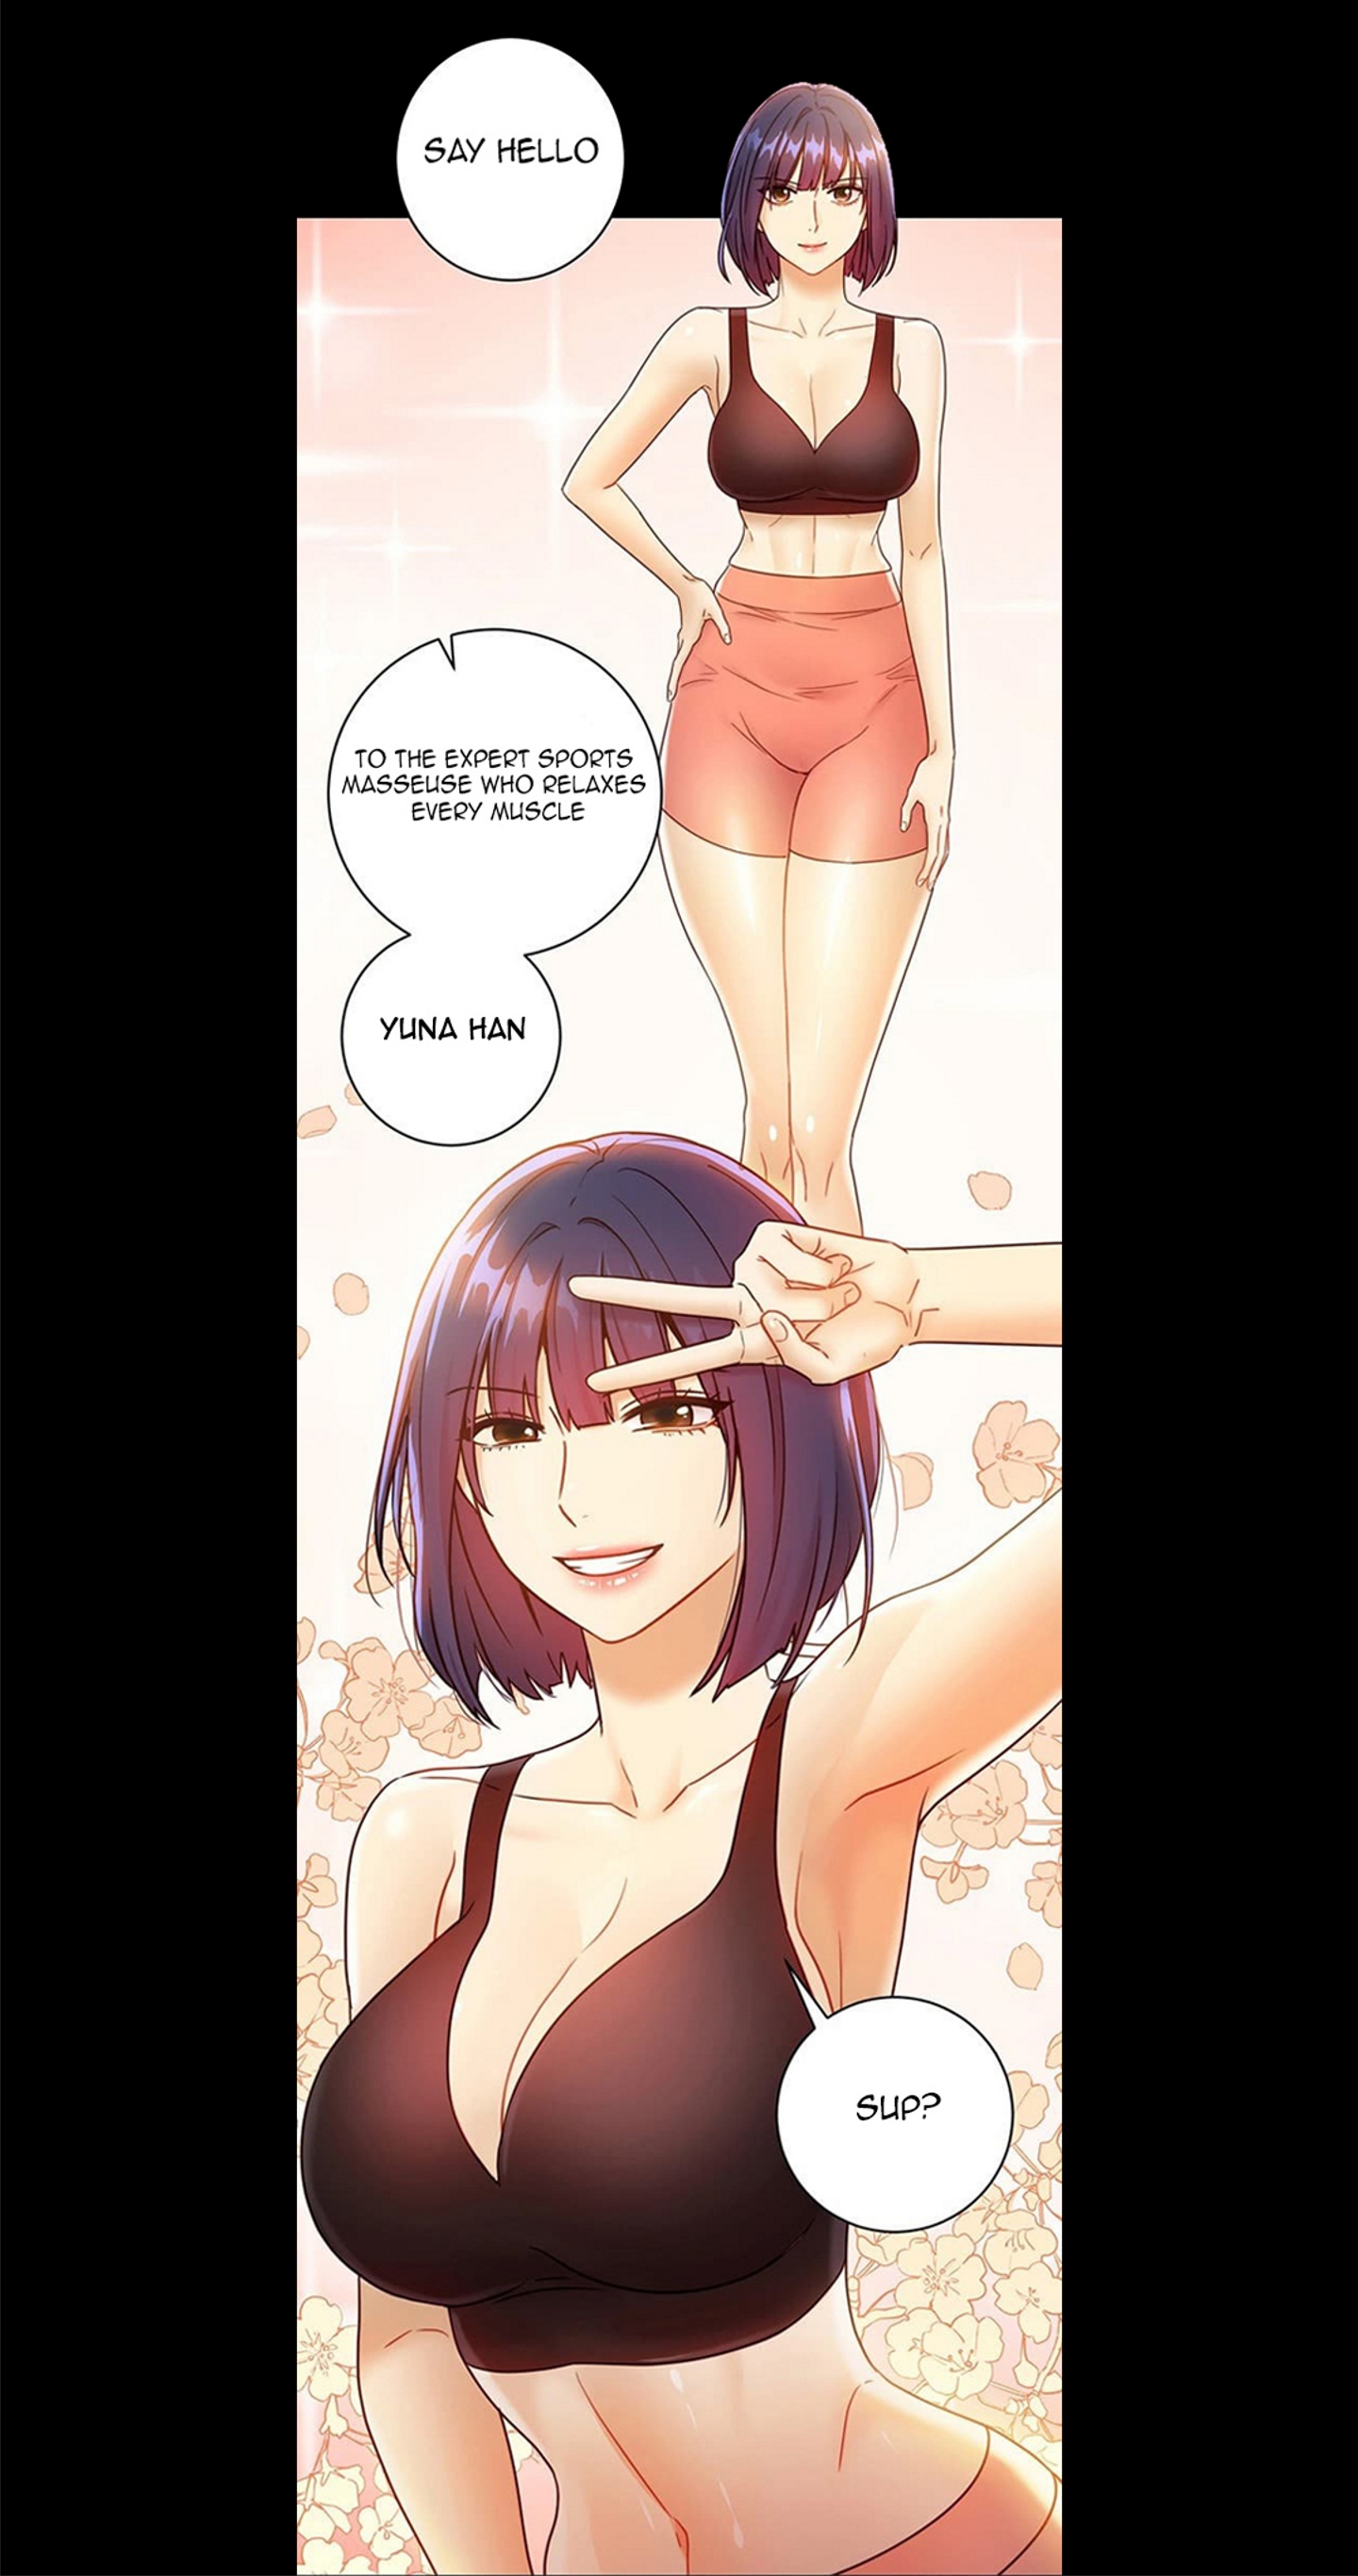 SAY HELLO
TO THE EXPERT SPORTS
MASSEUSE WHO RELAXES
EVERY MUSCLE
YUNA HAN
SUP?